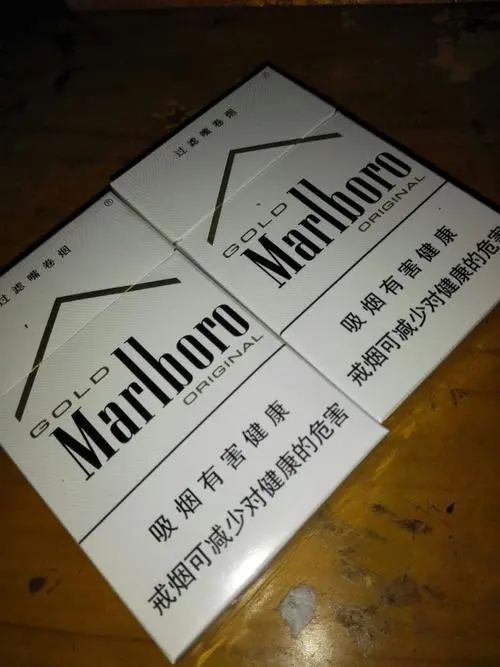 过滤嘴卷烟
®
GOLD
Marlboro
ORIGINAL
吸烟有害健康
戒烟可减少对健康的危害
过滤嘴卷烟
®
GOLD
Marlboro
ORIGINAL
吸烟有害健康
戒烟可减少对健康的危害